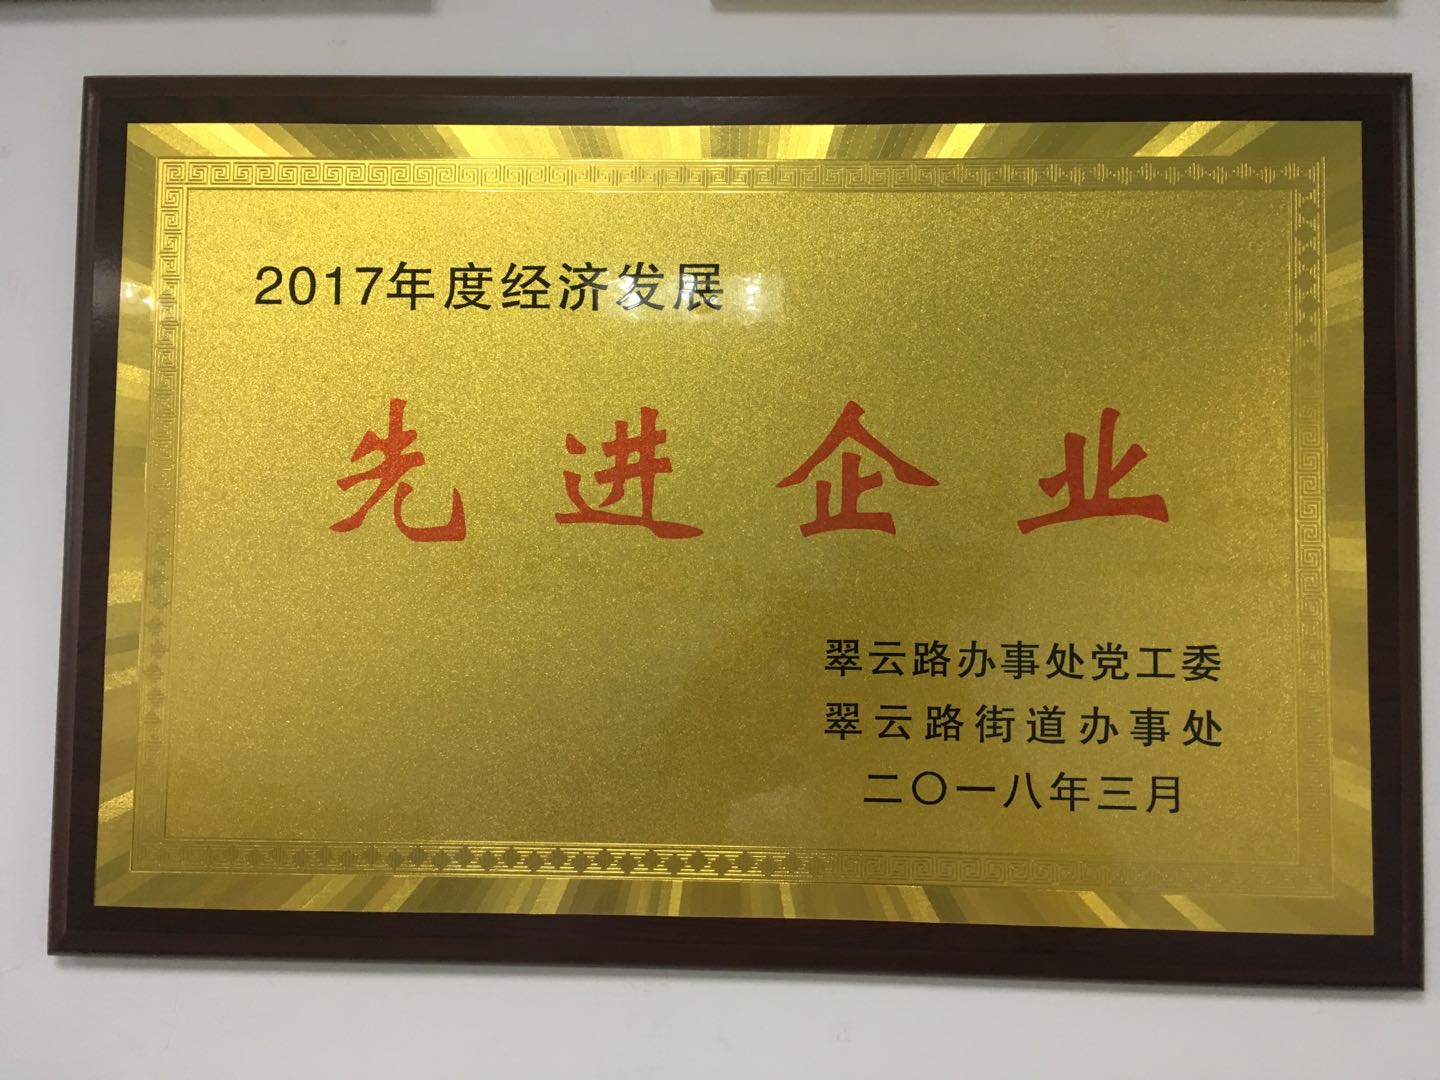 2017年度经济发展
先进企业
翠云路办事处党工委
翠云路街道办事处
二〇一八年三月